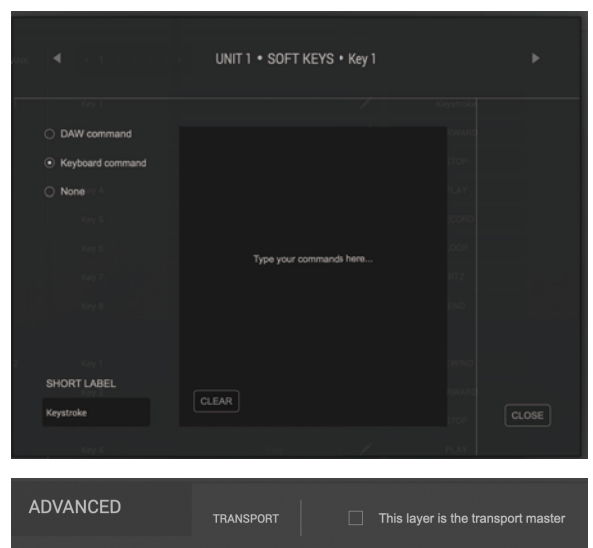 UNIT 1 • SOFT KEYS • Key 1
DAW command
Keyboard command
None
Type your commands here...
SHORT LABEL
Keystroke
CLEAR
CLOSE
ADVANCED
TRANSPORT
This layer is the transport master